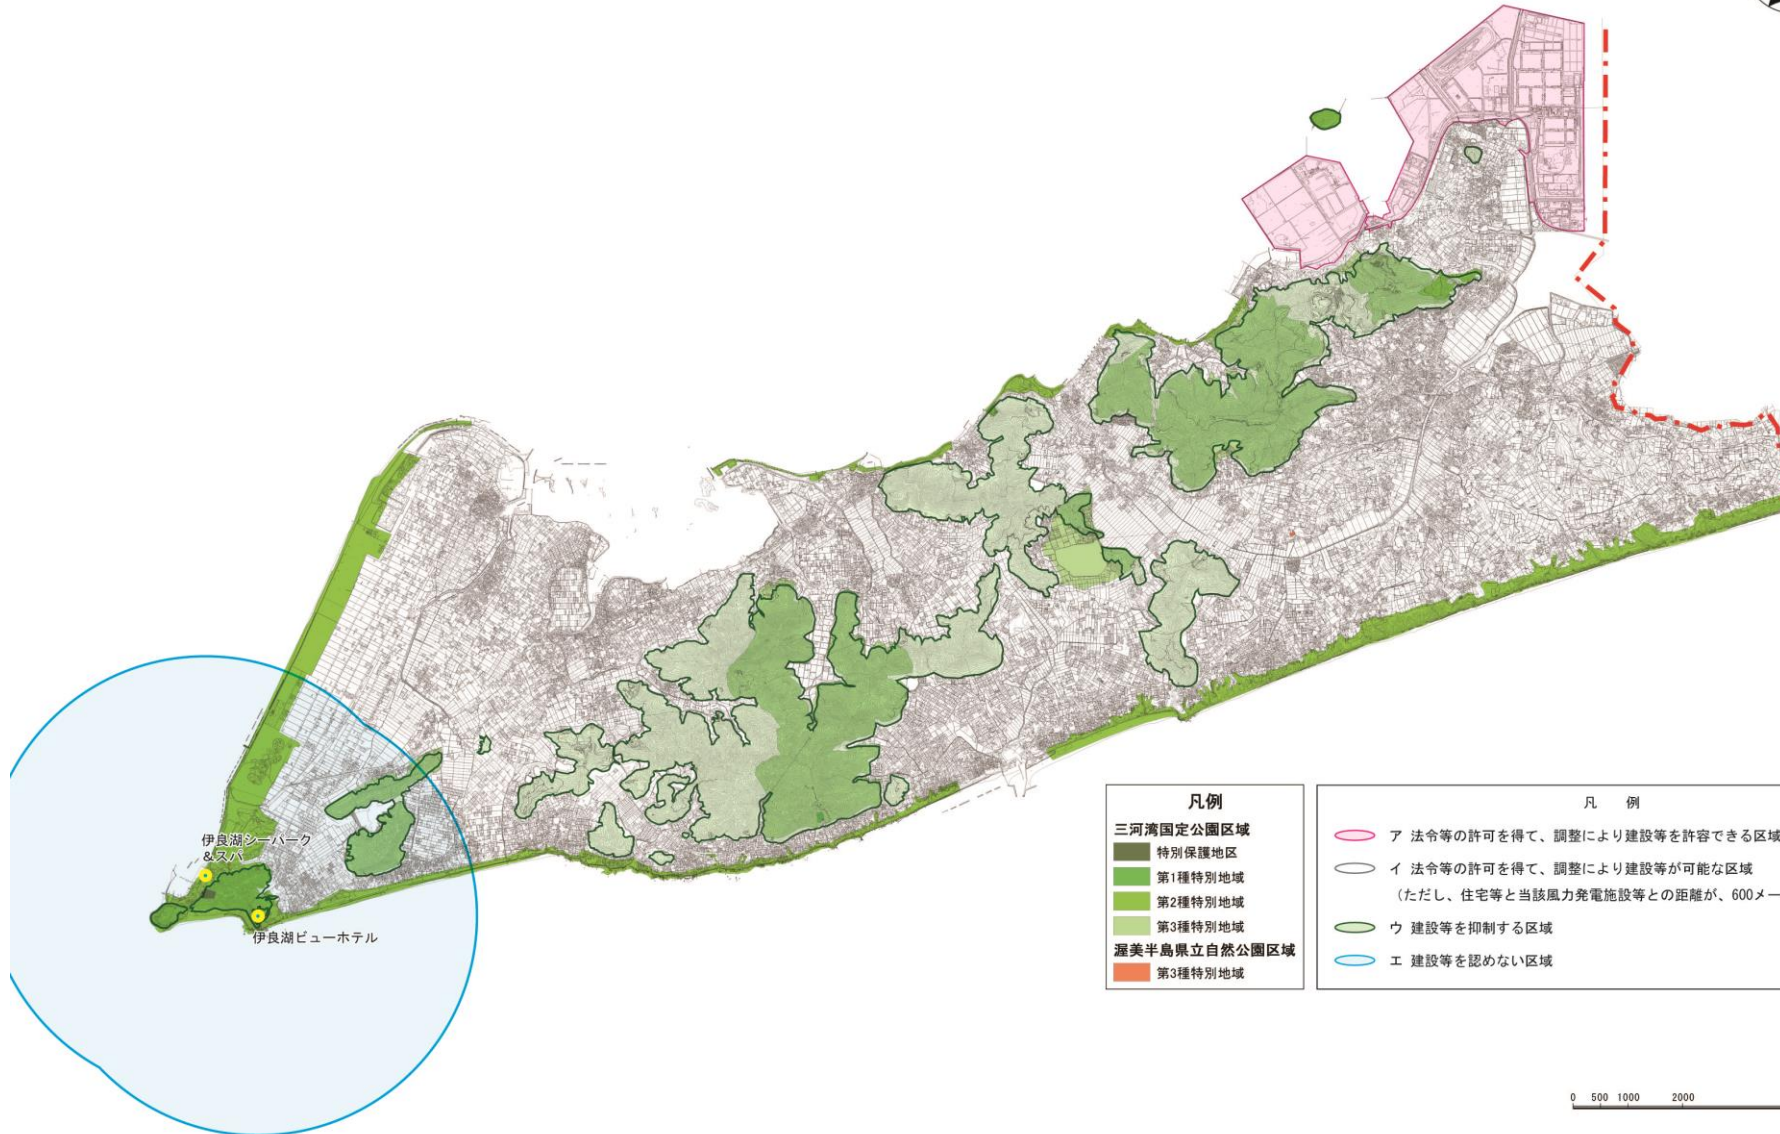 伊良湖シーパーク
&スパ
伊良湖ビューホテル
凡例
三河湾国定公園区域
特別保護地区
第1種特別地域
第2種特別地域
第3種特別地域
渥美半島県立自然公園区域
第3種特別地域
凡 例
ア 法令等の許可を得て、調整により建設等を許容できる区域
イ 法令等の許可を得て、調整により建設等が可能な区域
(ただし、住宅等と当該風力発電施設等との距離が、600メー
ウ 建設等を抑制する区域
エ 建設等を認めない区域
0 500 1000 2000